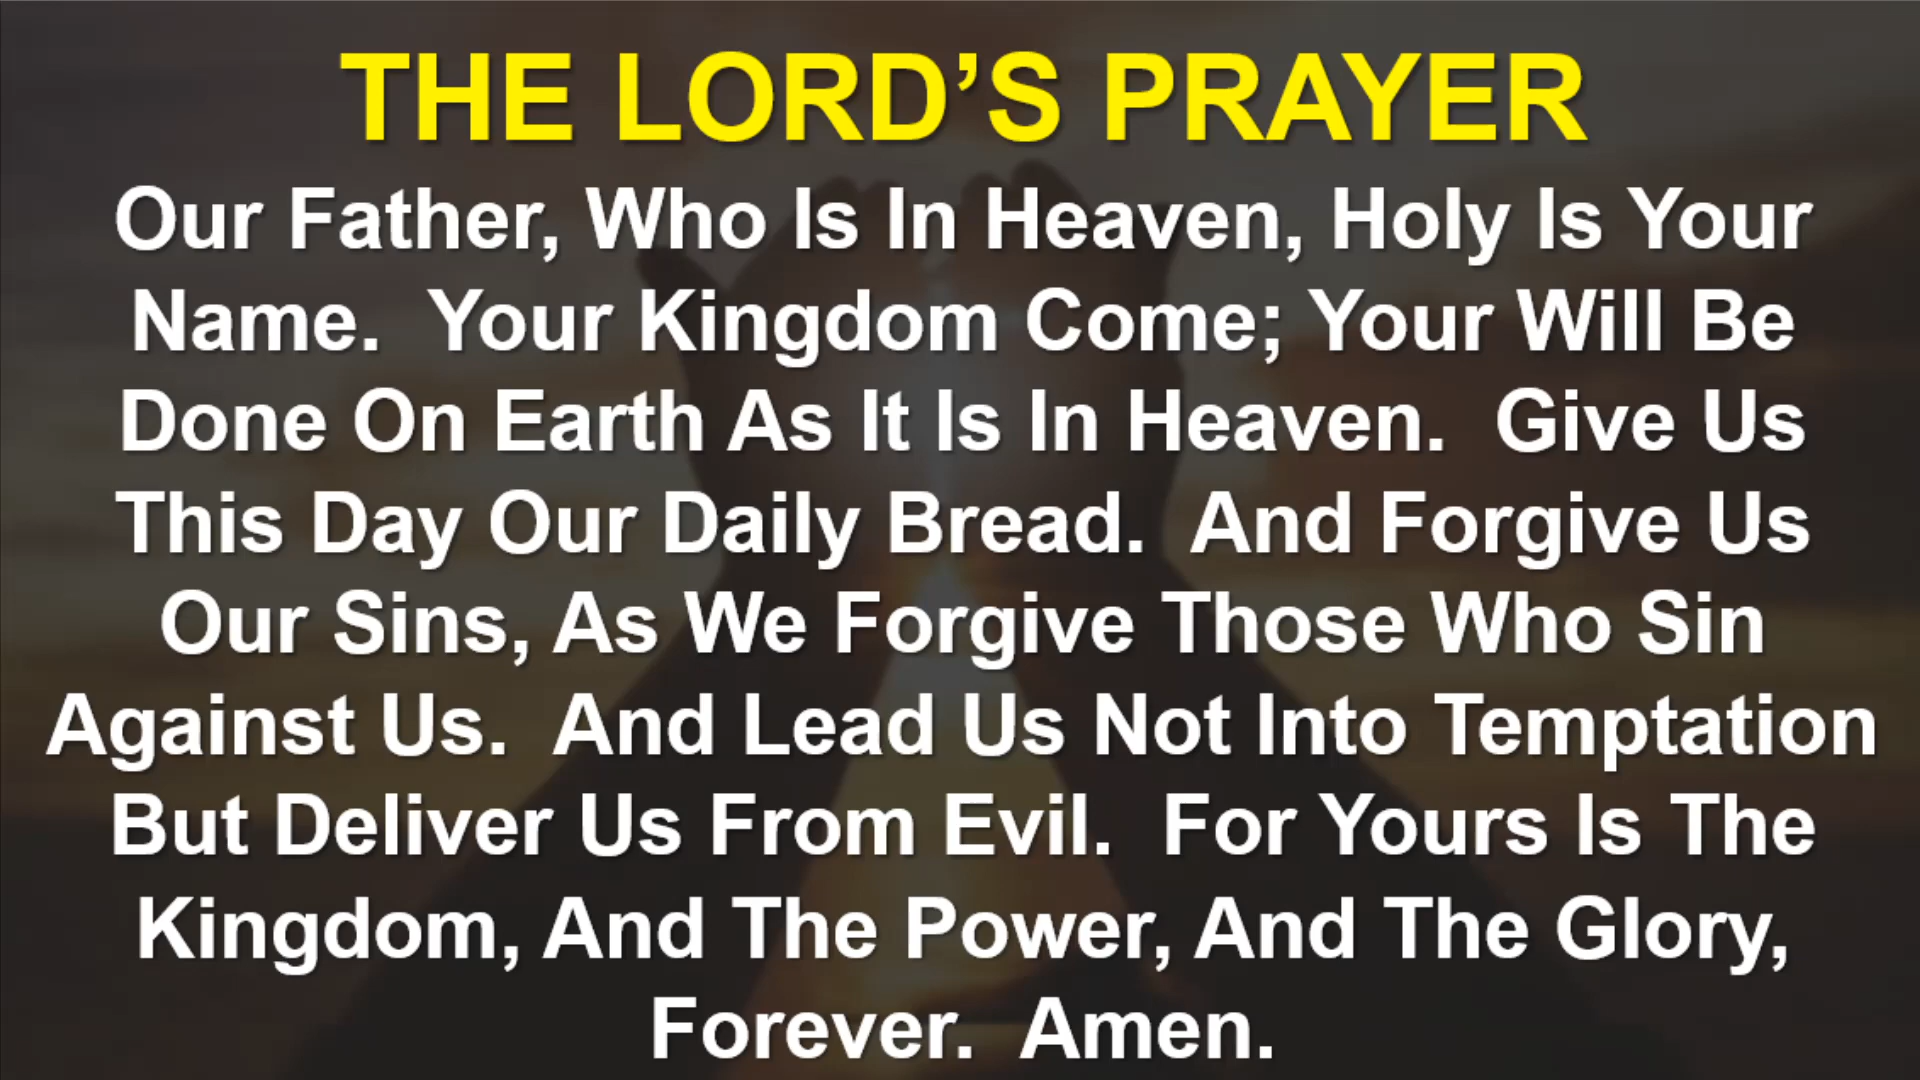 THE LORD’S PRAYER
Our Father, Who Is In Heaven, Holy Is Your
Name.  Your Kingdom Come; Your Will Be
Done On Earth As It Is In Heaven.  Give Us
This Day Our Daily Bread.  And Forgive Us
Our Sins, As We Forgive Those Who Sin
Against Us.  And Lead Us Not Into Temptation
But Deliver Us From Evil.  For Yours Is The
Kingdom, And The Power, And The Glory,
Forever.  Amen.